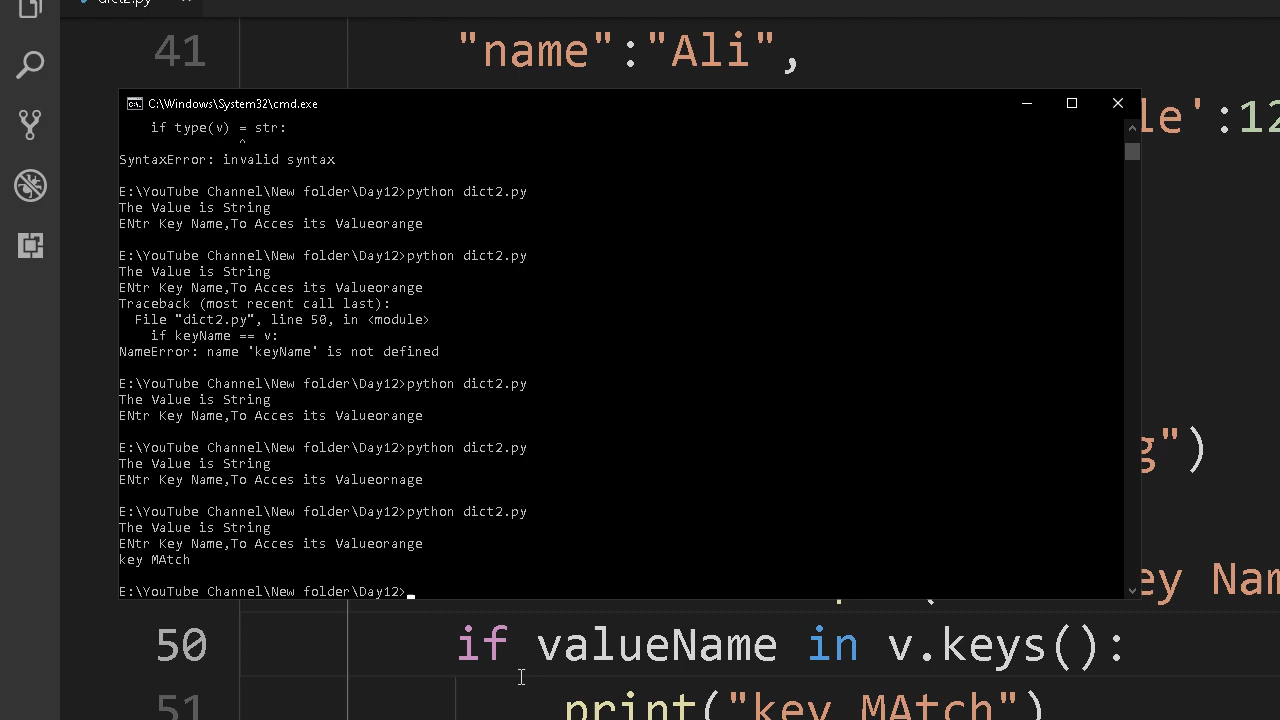 dict2.py
41 "name":"Ali",
C:\Windows\System32\cmd.exe
le':12
if type(v) = str:
^
SyntaxError: invalid syntax
E:\YouTube Channel\New folder\Day12>python dict2.py
The Value is String
ENtr Key Name,To Acces its Valueorange
E:\YouTube Channel\New folder\Day12>python dict2.py
The Value is String
ENtr Key Name,To Acces its Valueorange
Traceback (most recent call last):
File "dict2.py", line 50, in <module>
if keyName == v:
NameError: name 'keyName' is not defined
E:\YouTube Channel\New folder\Day12>python dict2.py
The Value is String
ENtr Key Name,To Acces its Valueorange
E:\YouTube Channel\New folder\Day12>python dict2.py
The Value is String
ENtr Key Name,To Acces its Valueornage
E:\YouTube Channel\New folder\Day12>python dict2.py
The Value is String
ENtr Key Name,To Acces its Valueorange
key MAtch
E:\YouTube Channel\New folder\Day12>
g")
ey Nam
50 if valueName in v.keys():
51 print("key MAtch")